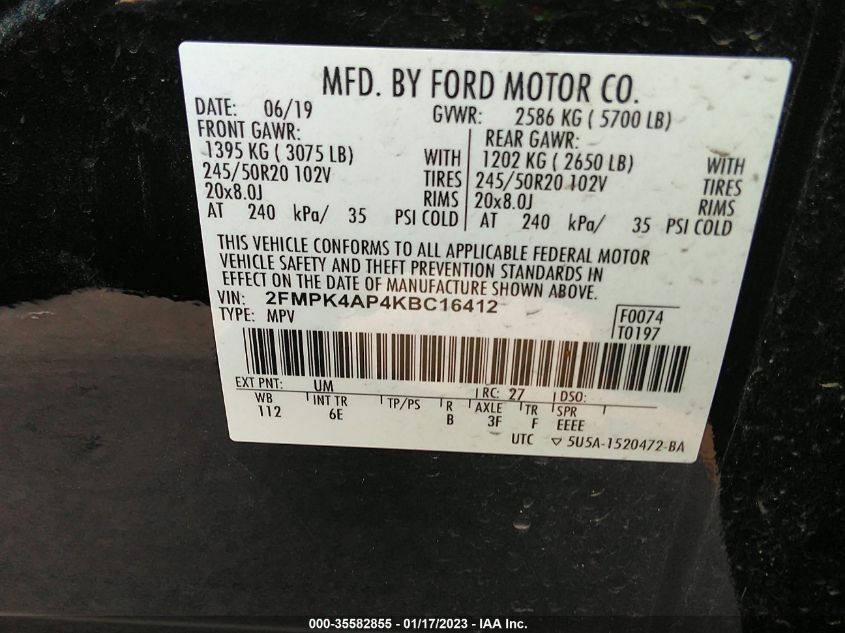 MFD. BY FORD MOTOR CO.
DATE: 06/19 GVWR: 2586 KG ( 5700 LB)
FRONT GAWR: REAR GAWR:
1395 KG ( 3075 LB) WITH 1202 KG ( 2650 LB) WITH
245/50R20 102V TIRES 245/50R20 102V TIRES
20x8.0J RIMS 20x8.0J RIMS
AT 240 kPa/ 35 PSI COLD AT 240 kPa/ 35 PSI COLD
THIS VEHICLE CONFORMS TO ALL APPLICABLE FEDERAL MOTOR
VEHICLE SAFETY AND THEFT PREVENTION STANDARDS IN
EFFECT ON THE DATE OF MANUFACTURE SHOWN ABOVE.
VIN: 2FMPK4AP4KBC16412 F0074
TYPE: MPV T0197
EXT PNT: UM RC: 27 DSO:
WB INT TR TP/PS R AXLE TR SPR
112 6E B 3F F EEEE
UTC ▽ 5U5A-1520472-BA
000-35582855 - 01/17/2023 - IAA Inc.